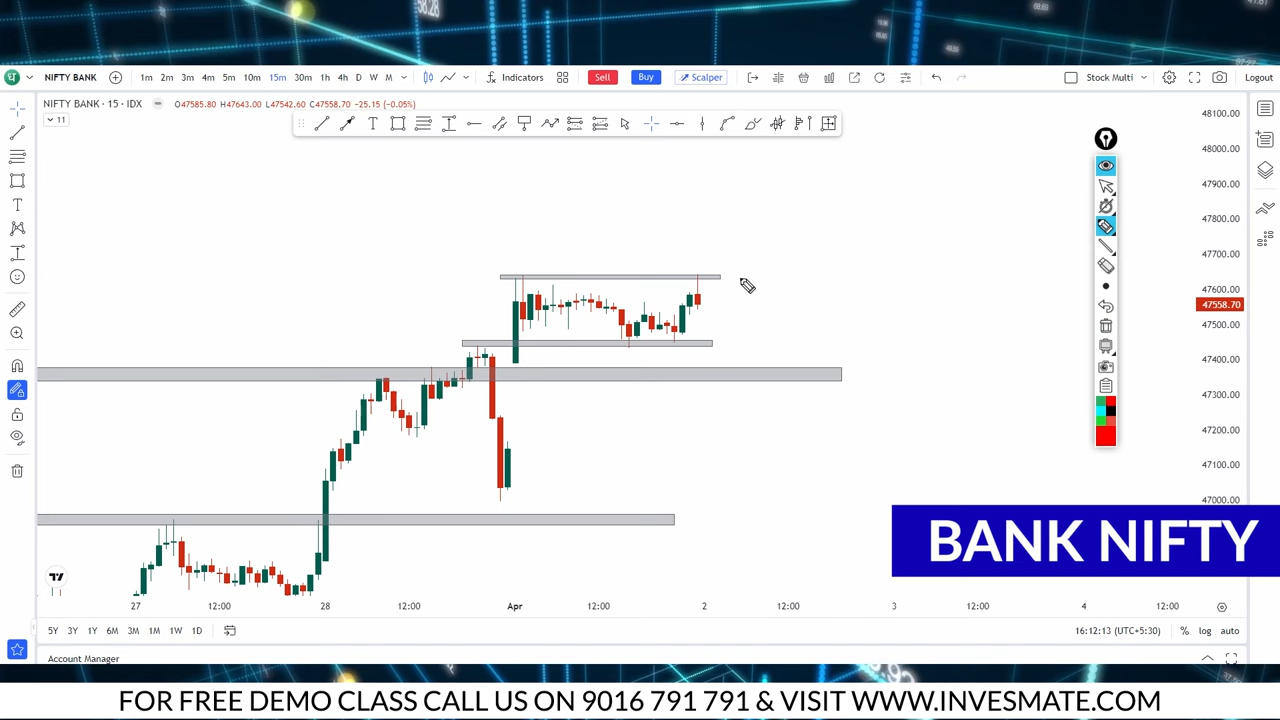 NIFTY BANK 1m 2m 3m 4m 5m 10m 15m 30m 1h 4h D W M Indicators Sell Buy Scalper Stock Multi Logout
NIFTY BANK · 15 · IDX O47585.80 H47643.00 L47542.60 C47558.70 −25.15 (−0.05%)
11
48100.00
48000.00
47900.00
47800.00
47700.00
47600.00
47558.70
47500.00
47400.00
47300.00
47200.00
47100.00
47000.00
BANK NIFTY
27 12:00 28 12:00 Apr 12:00 2 12:00 3 12:00 4 12:00
5Y 3Y 1Y 6M 3M 1M 1W 1D 16:12:13 (UTC+5:30) % log auto
Account Manager
FOR FREE DEMO CLASS CALL US ON 9016 791 791 & VISIT WWW.INVESMATE.COM